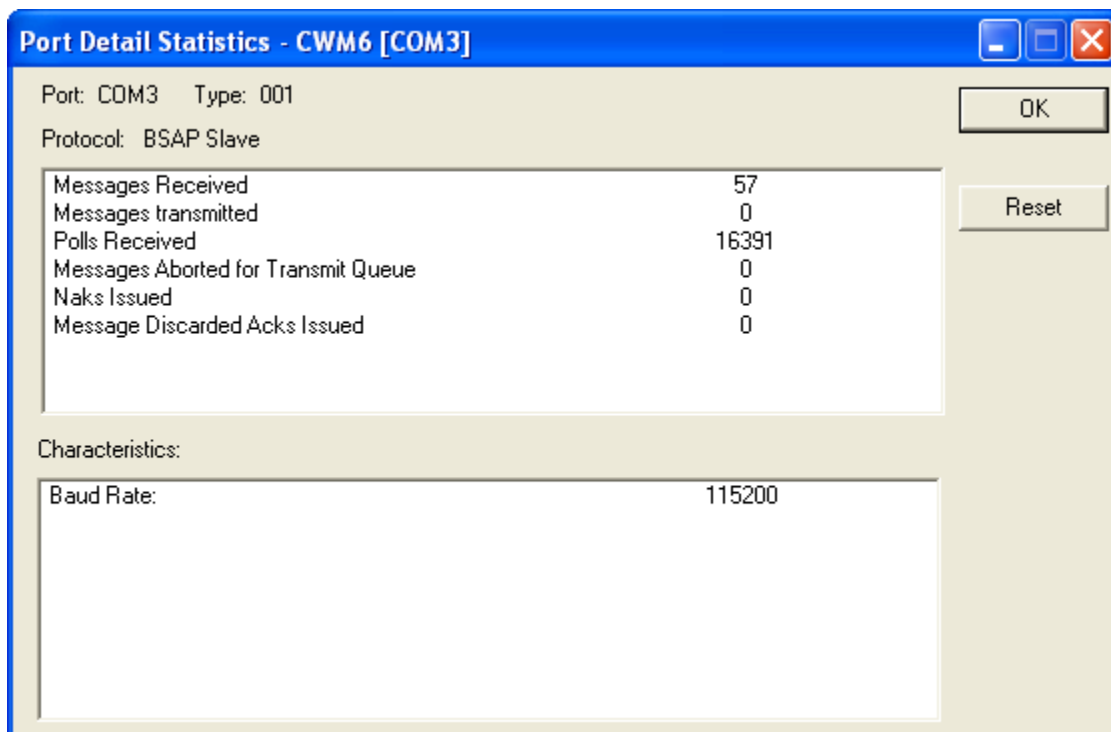 Port Detail Statistics - CWM6 [COM3]
Port: COM3 Type: 001
OK
Protocol: BSAP Slave
Messages Received 57
Messages transmitted 0
Reset
Polls Received 16391
Messages Aborted for Transmit Queue 0
Naks Issued 0
Message Discarded Acks Issued 0
Characteristics:
Baud Rate: 115200